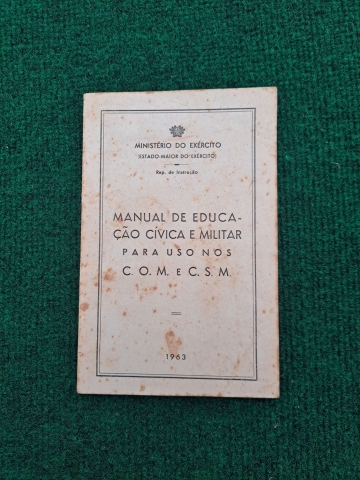 MINISTÉRIO DO EXÉRCITO
(ESTADO-MAIOR DO EXÉRCITO)
Rep. de Instrução
MANUAL DE EDUCA-
ÇÃO CÍVICA E MILITAR
PARA USO NOS
C. O. M. E C. S. M.
1963